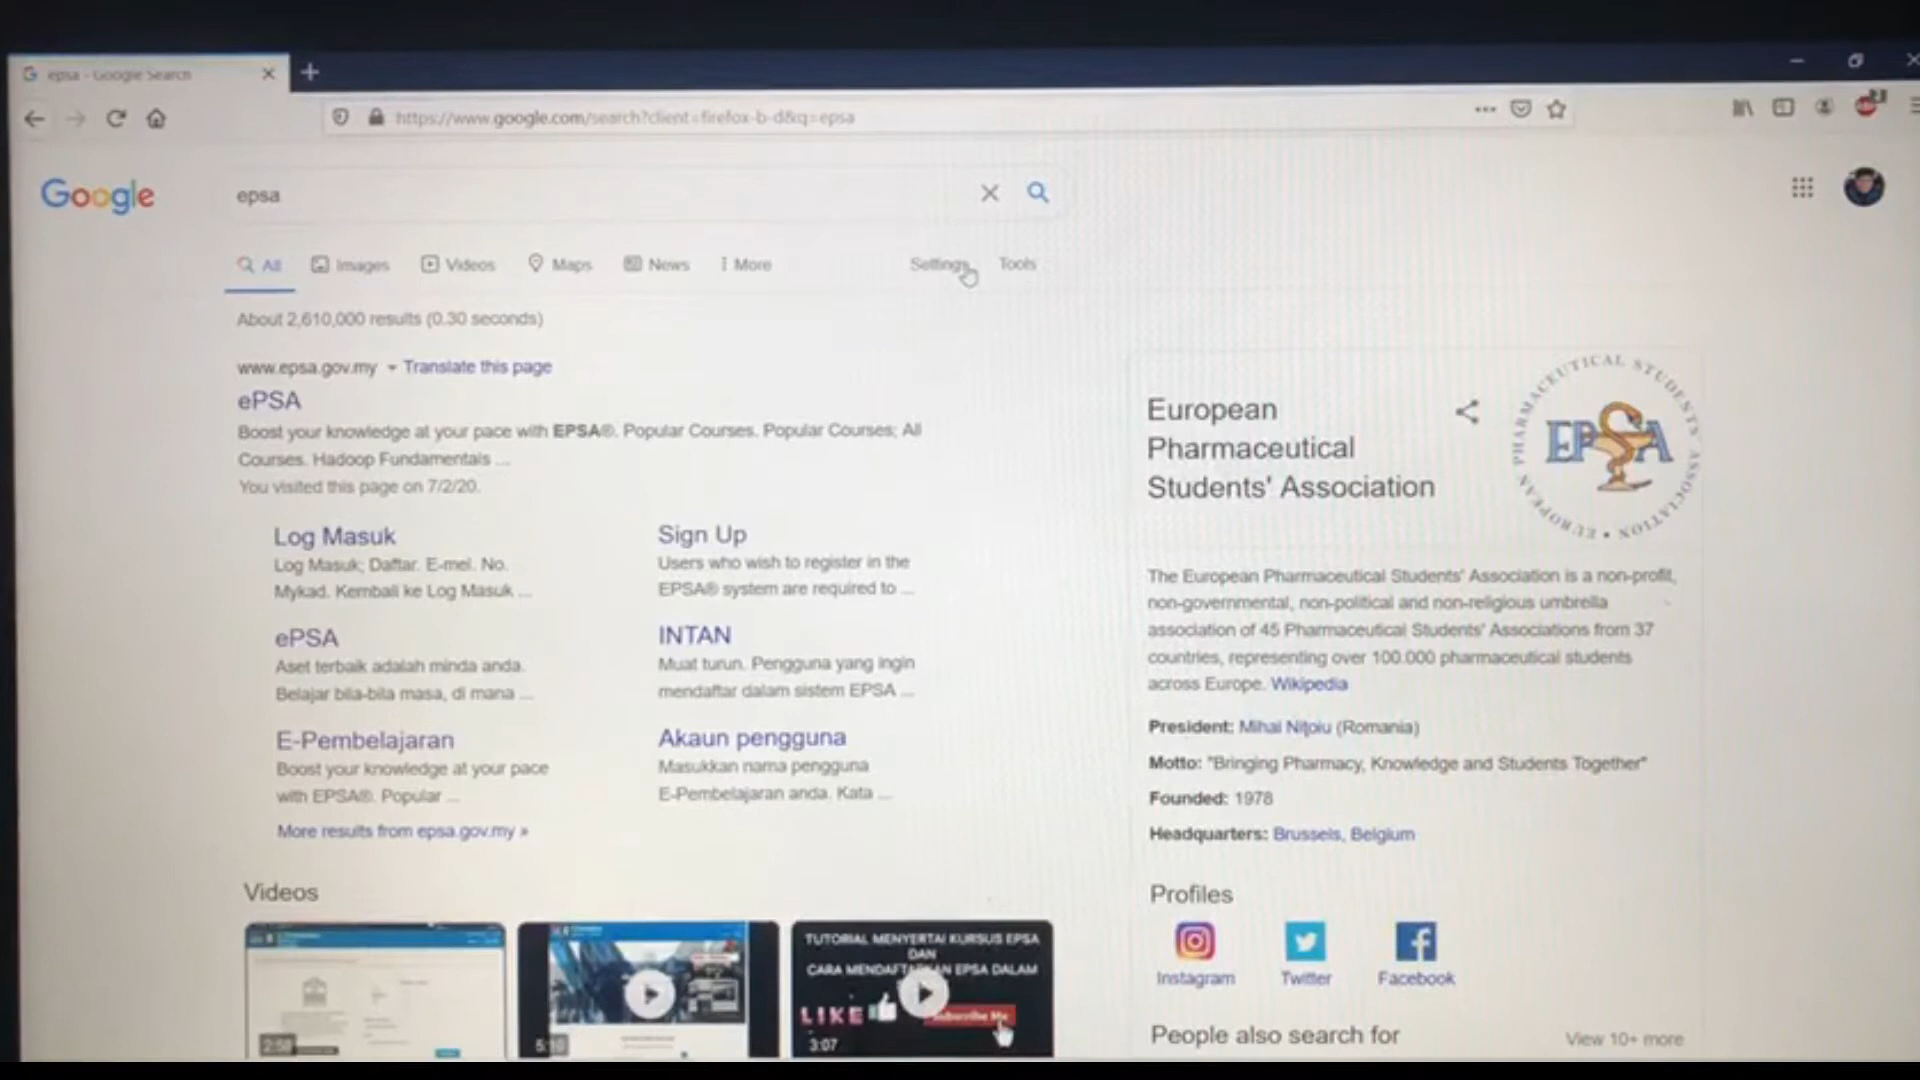 epsa - Google Search
https://www.google.com/search?client=firefox-b-d&q=epsa
Google
epsa
All Images Videos Maps News More Settings Tools
About 2,610,000 results (0.30 seconds)
www.epsa.gov.my Translate this page
ePSA
Boost your knowledge at your pace with EPSA®. Popular Courses. Popular Courses; All
Courses. Hadoop Fundamentals ...
You visited this page on 7/2/20.
Log Masuk
Log Masuk; Daftar. E-mel. No.
Mykad. Kembali ke Log Masuk ...
Sign Up
Users who wish to register in the
EPSA® system are required to ...
ePSA
Aset terbaik adalah minda anda.
Belajar bila-bila masa, di mana ...
INTAN
Muat turun. Pengguna yang ingin
mendaftar dalam sistem EPSA ...
E-Pembelajaran
Boost your knowledge at your pace
with EPSA®. Popular ...
Akaun pengguna
Masukkan nama pengguna
E-Pembelajaran anda. Kata ...
More results from epsa.gov.my »
Videos
2:58
5:10
TUTORIAL MENYERTAI KURSUS EPSA
DAN
CARA MENDAFTARKAN EPSA DALAM
LIKE
Subscribe Me
3:07
European
Pharmaceutical
Students' Association
EUROPEAN PHARMACEUTICAL STUDENTS' ASSOCIATION
EPSA
The European Pharmaceutical Students' Association is a non-profit,
non-governmental, non-political and non-religious umbrella
association of 45 Pharmaceutical Students' Associations from 37
countries, representing over 100.000 pharmaceutical students
across Europe. Wikipedia
President: Mihai Nițoiu (Romania)
Motto: "Bringing Pharmacy, Knowledge and Students Together"
Founded: 1978
Headquarters: Brussels, Belgium
Profiles
Instagram Twitter Facebook
People also search for
View 10+ more